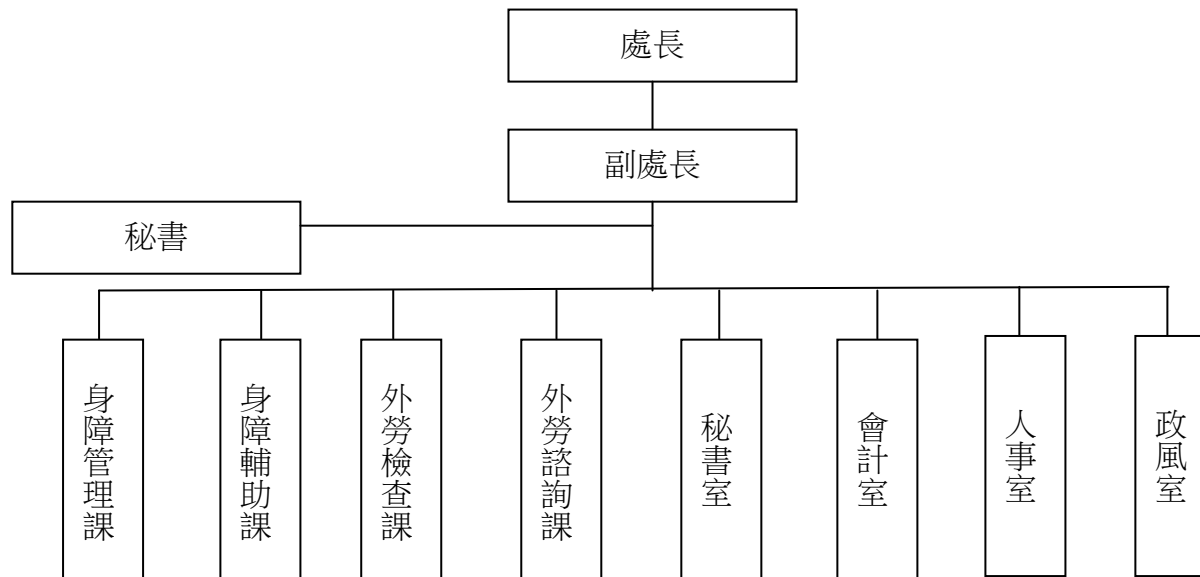 處長
副處長
秘書
身障管理課
身障輔助課
外勞檢查課
外勞諮詢課
秘書室
會計室
人事室
政風室